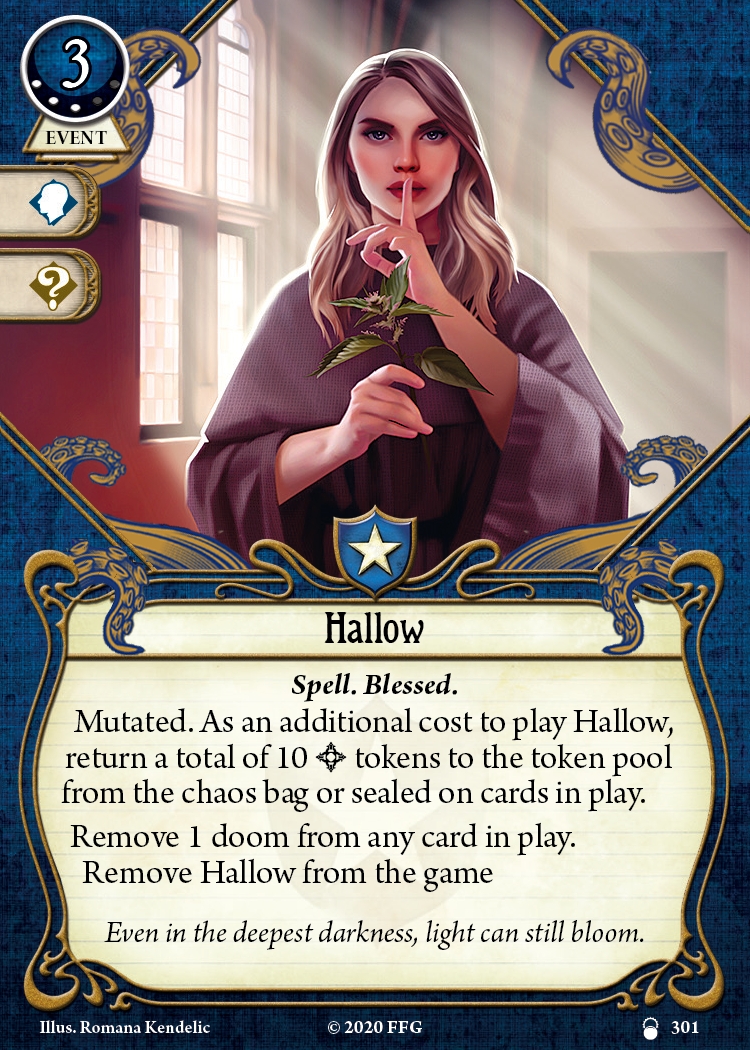 3
EVENT
?
Hallow
Spell. Blessed.
Mutated. As an additional cost to play Hallow,
return a total of 10 tokens to the token pool
from the chaos bag or sealed on cards in play.
Remove 1 doom from any card in play.
Remove Hallow from the game
Even in the deepest darkness, light can still bloom.
Illus. Romana Kendelic
© 2020 FFG
301